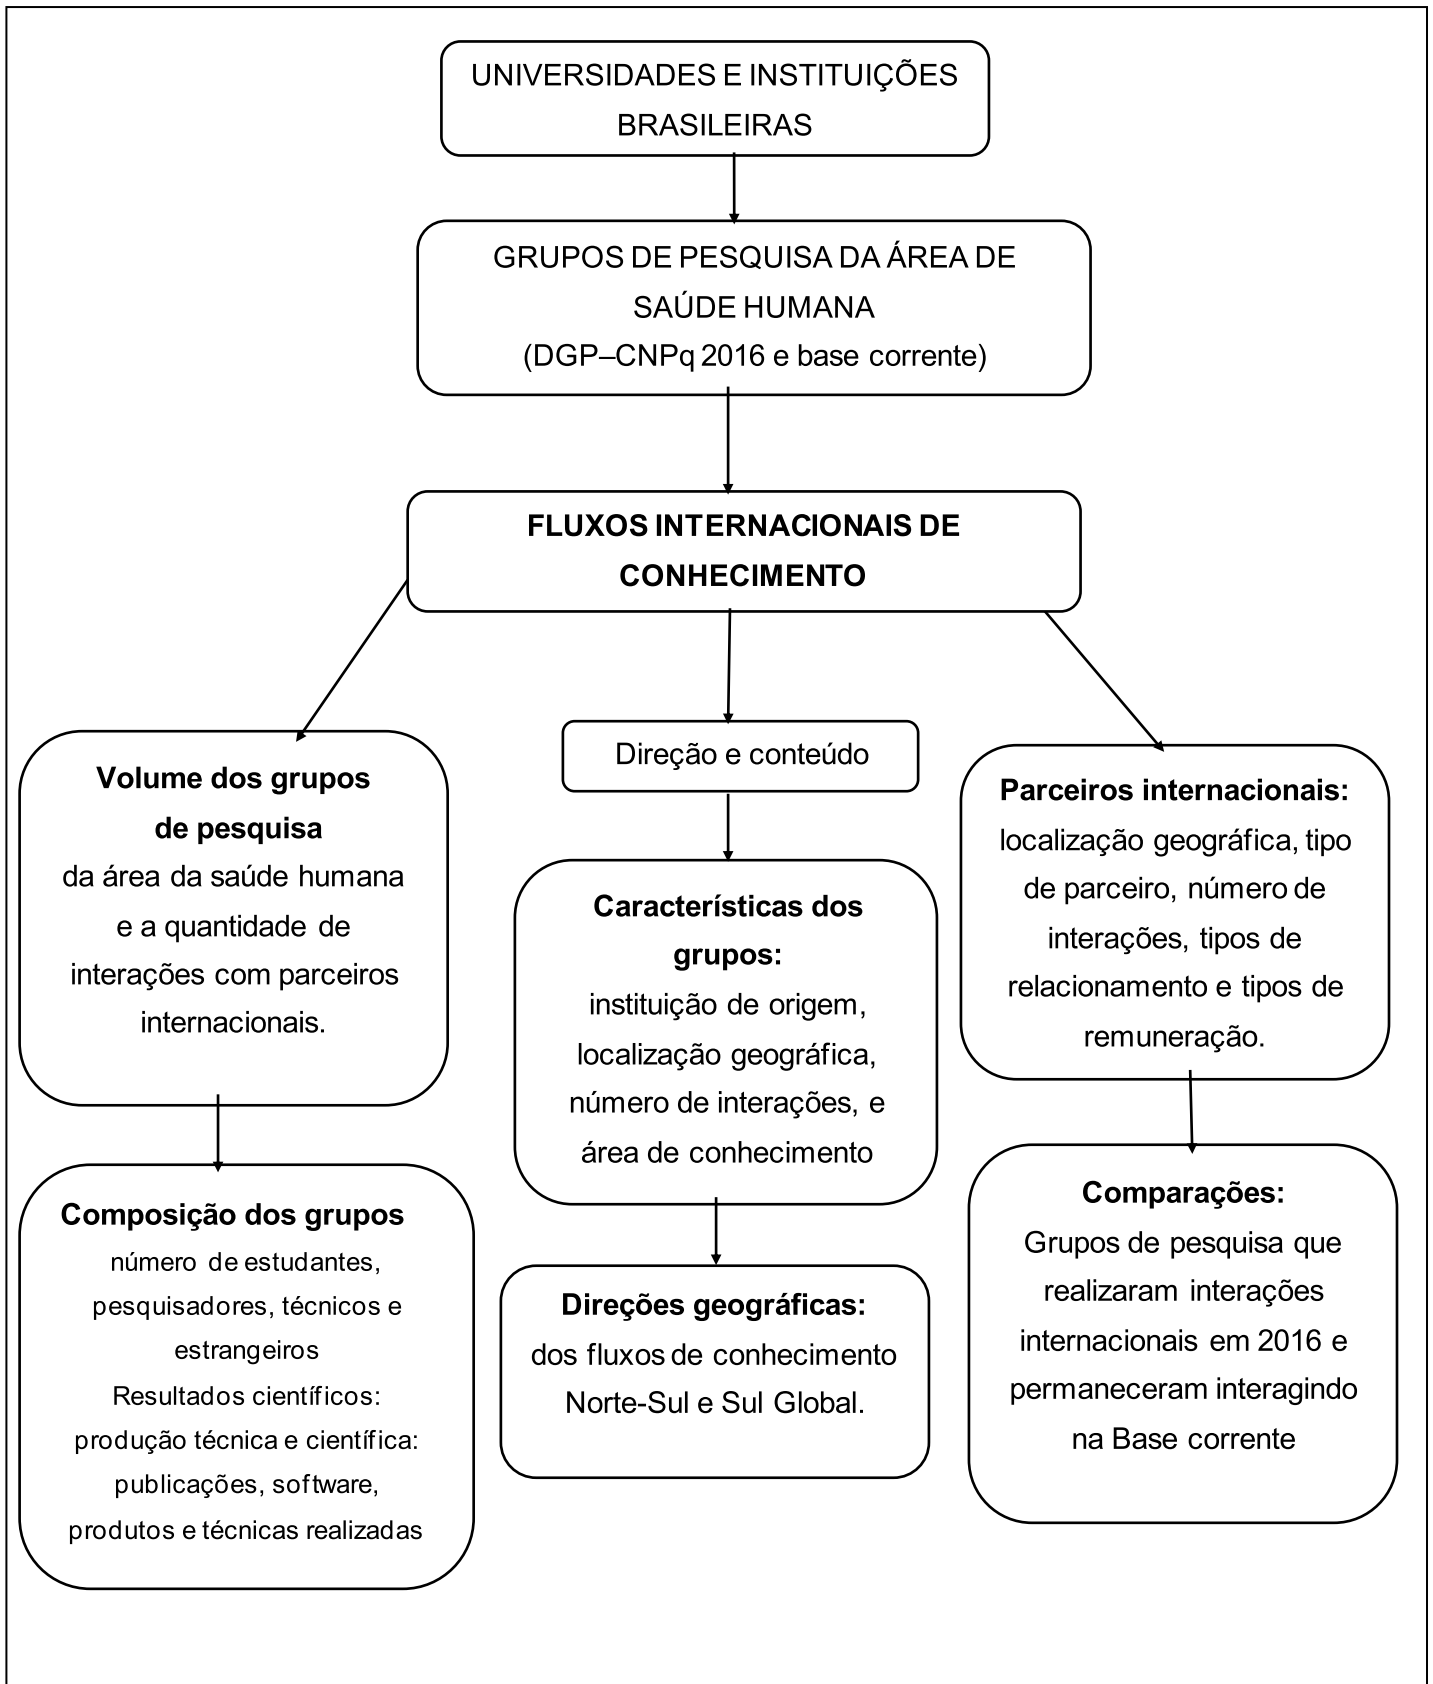 UNIVERSIDADES E INSTITUIÇÕES
BRASILEIRAS
GRUPOS DE PESQUISA DA ÁREA DE
SAÚDE HUMANA
(DGP–CNPq 2016 e base corrente)
FLUXOS INTERNACIONAIS DE
CONHECIMENTO
Volume dos grupos
de pesquisa
da área da saúde humana
e a quantidade de
interações com parceiros
internacionais.
Composição dos grupos
número de estudantes,
pesquisadores, técnicos e
estrangeiros
Resultados científicos:
produção técnica e científica:
publicações, software,
produtos e técnicas realizadas
Direção e conteúdo
Características dos
grupos:
instituição de origem,
localização geográfica,
número de interações, e
área de conhecimento
Direções geográficas:
dos fluxos de conhecimento
Norte-Sul e Sul Global.
Parceiros internacionais:
localização geográfica, tipo
de parceiro, número de
interações, tipos de
relacionamento e tipos de
remuneração.
Comparações:
Grupos de pesquisa que
realizaram interações
internacionais em 2016 e
permaneceram interagindo
na Base corrente